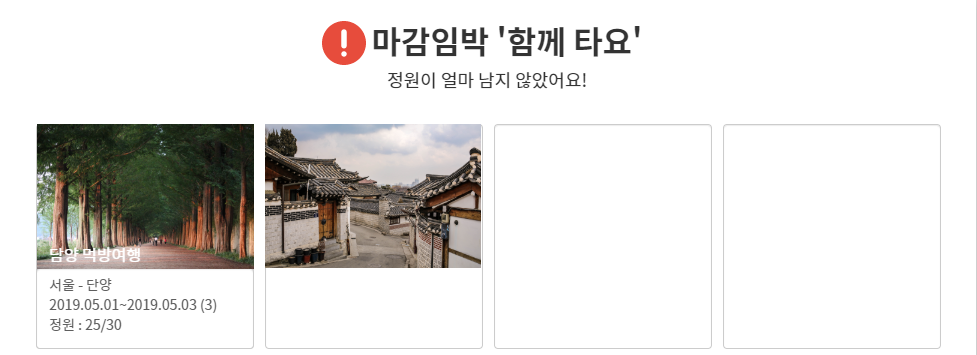 마감임박 '함께 타요'
정원이 얼마 남지 않았어요!
담양 먹방여행
서울 - 단양
2019.05.01~2019.05.03 (3)
정원 : 25/30